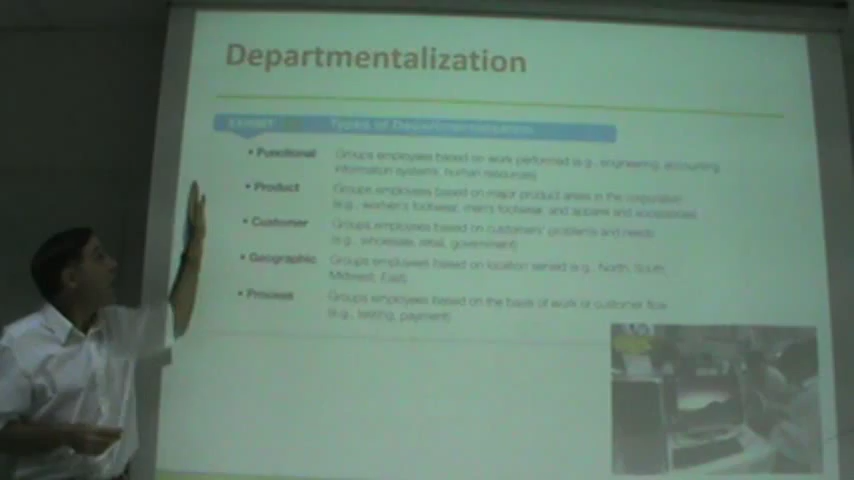 Departmentalization
EXHIBIT Types of Departmentalization
• Functional Groups employees based on work performed (e.g., engineering, accounting,
information systems, human resources)
• Product Groups employees based on major product areas in the corporation
(e.g., women's footwear, men's footwear, and apparel and accessories)
• Customer Groups employees based on customers' problems and needs
(e.g., wholesale, retail, government)
• Geographic Groups employees based on location served (e.g., North, South,
Midwest, East)
• Process Groups employees based on the basis of work or customer flow
(e.g., testing, payment)